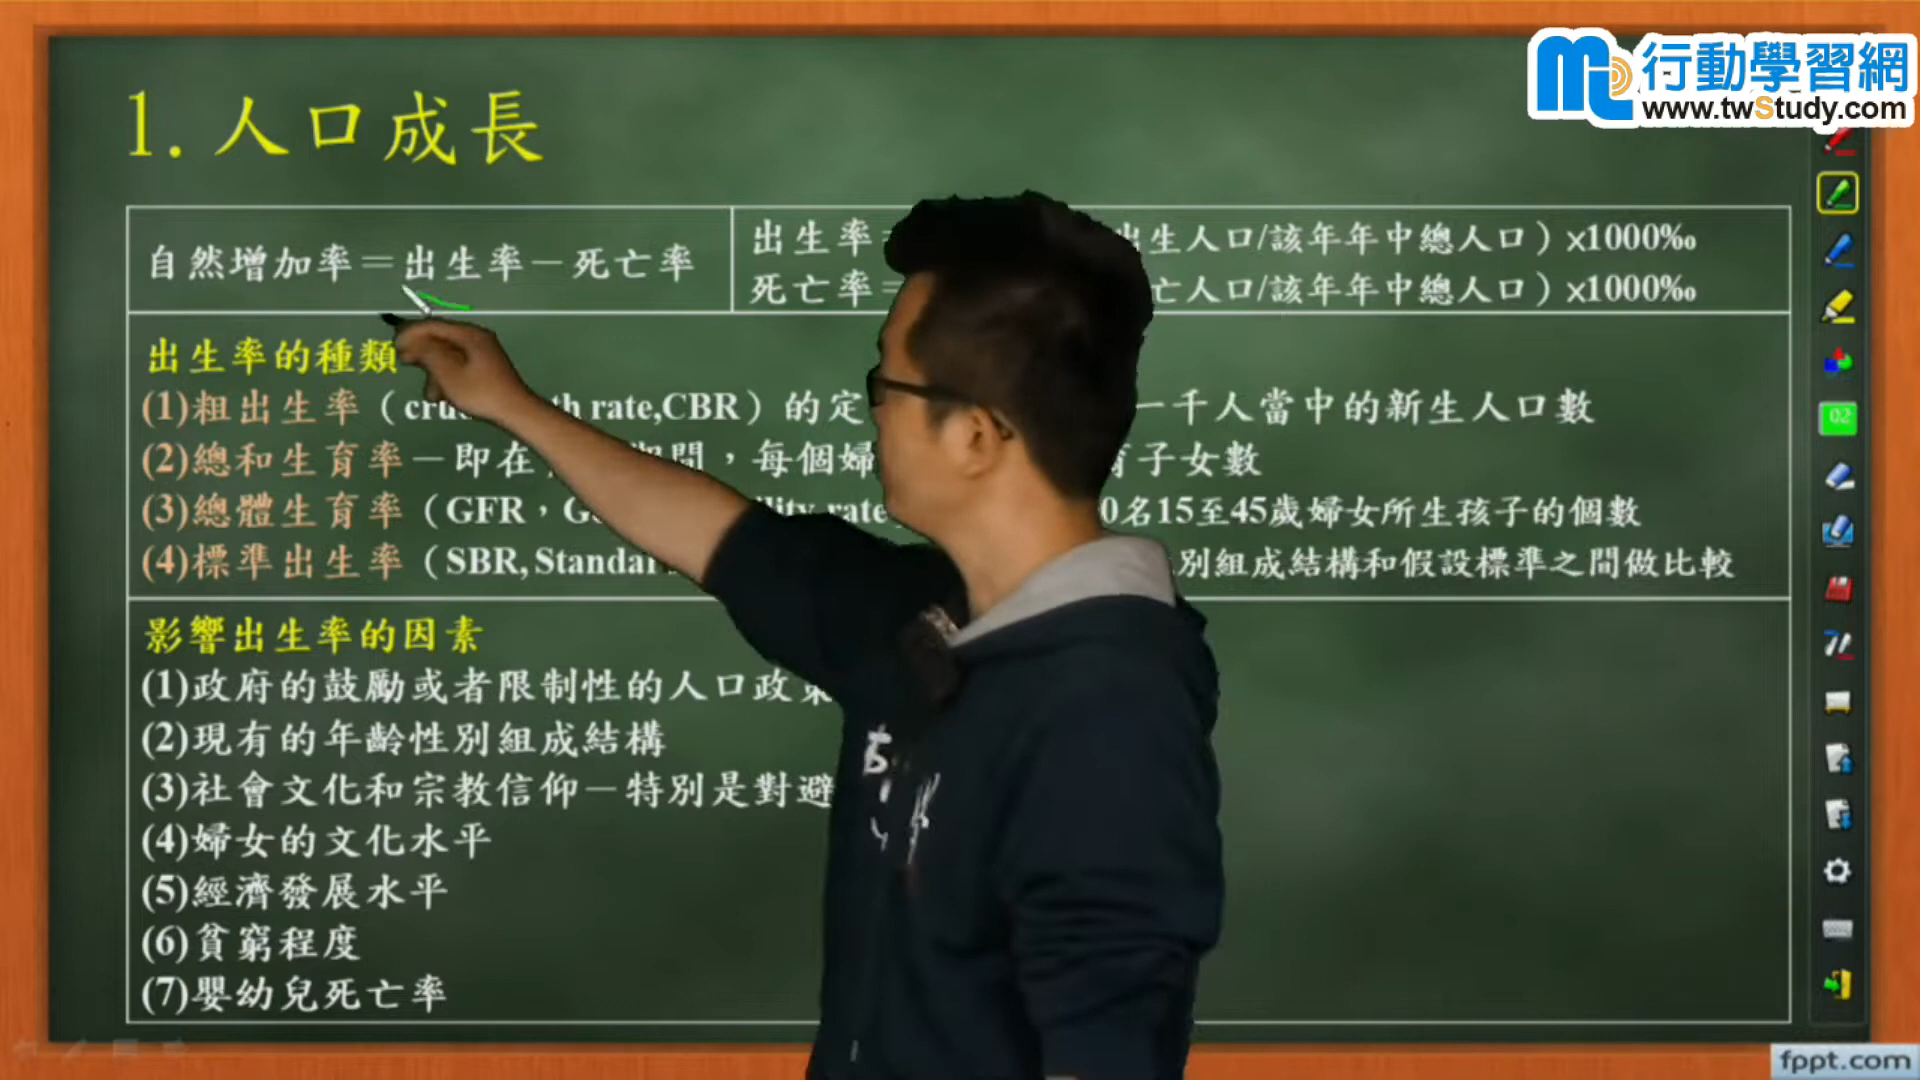 行動學習網
www.twStudy.com
1.人口成長
自然增加率＝出生率－死亡率
出生率 出生人口/該年年中總人口）x1000‰
死亡率= 亡人口/該年年中總人口）x1000‰
出生率的種類
(1)粗出生率（ rate,CBR）的定 一千人當中的新生人口數
(2)總和生育率－即在 期間，每個婦 育子女數
(3)總體生育率（GFR， rate 0名15至45歲婦女所生孩子的個數
(4)標準出生率（SBR, 別組成結構和假設標準之間做比較
影響出生率的因素
(1)政府的鼓勵或者限制性的人口政策
(2)現有的年齡性別組成結構
(3)社會文化和宗教信仰－特別是對避
(4)婦女的文化水平
(5)經濟發展水平
(6)貧窮程度
(7)嬰幼兒死亡率
02
fppt.com